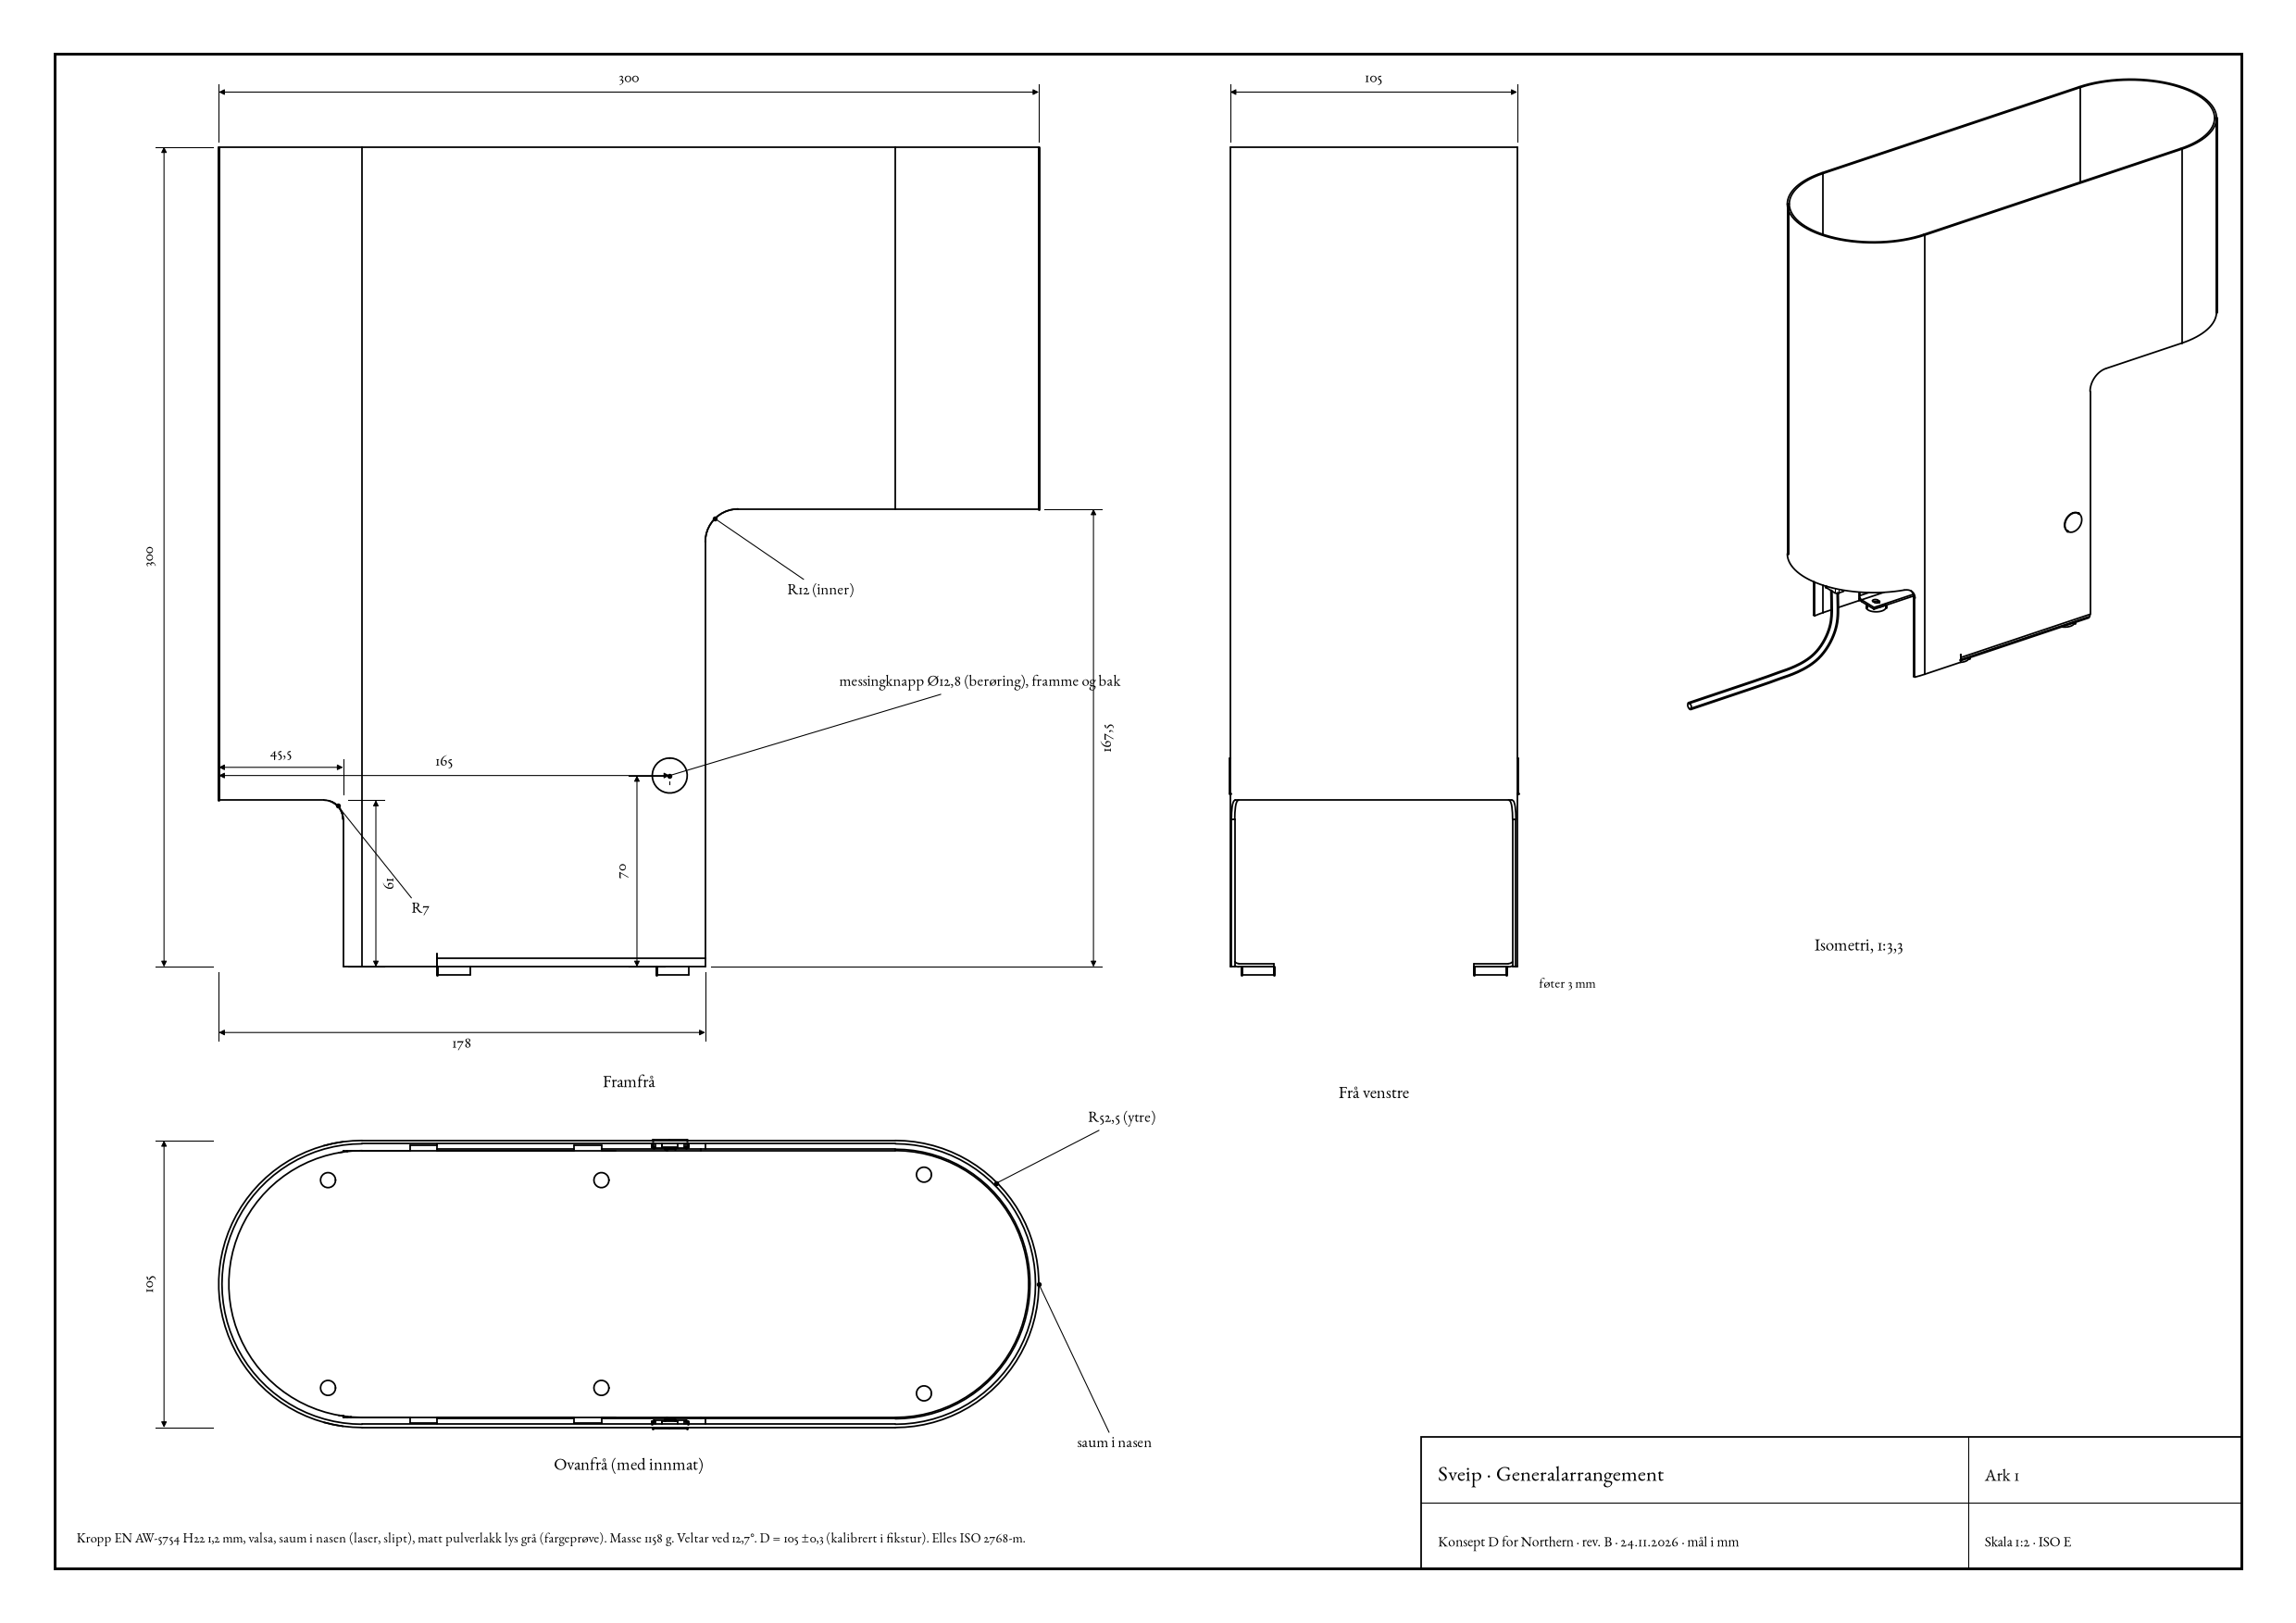 300
105
300
R12 (inner)
messingknapp Ø12,8 (berøring), framme og bak
167,5
45,5
165
70
61
R7
178
føter 3 mm
Isometri, 1:3,3
Framfrå
Frå venstre
R52,5 (ytre)
105
saum i nasen
Ovanfrå (med innmat)
Sveip · Generalarrangement
Ark 1
Kropp EN AW-5754 H22 1,2 mm, valsa, saum i nasen (laser, slipt), matt pulverlakk lys grå (fargeprøve). Masse 1158 g. Veltar ved 12,7°. D = 105 ±0,3 (kalibrert i fikstur). Elles ISO 2768-m.
Konsept D for Northern · rev. B · 24.11.2026 · mål i mm
Skala 1:2 · ISO E